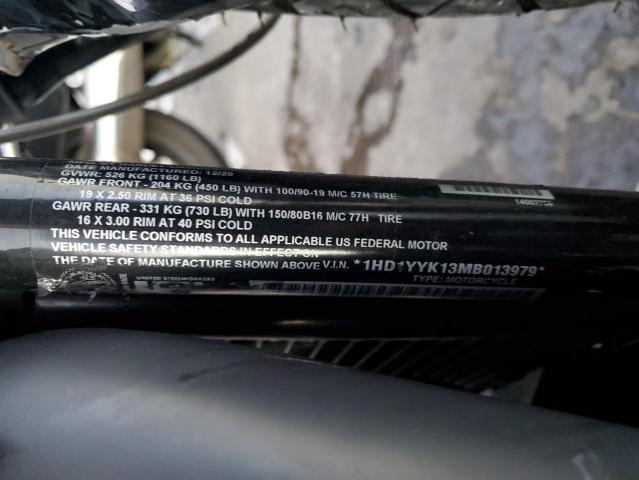 DATE MANUFACTURED: 12/20
GVWR: 526 KG (1160 LB)
GAWR FRONT - 204 KG (450 LB) WITH 100/90-19 M/C 57H TIRE
19 X 2.50 RIM AT 36 PSI COLD
GAWR REAR - 331 KG (730 LB) WITH 150/80B16 M/C 77H TIRE
16 X 3.00 RIM AT 40 PSI COLD
THIS VEHICLE CONFORMS TO ALL APPLICABLE US FEDERAL MOTOR
VEHICLE SAFETY STANDARDS IN EFFECT ON
THE DATE OF MANUFACTURE SHOWN ABOVE V.I.N. *1HD1YYK13MB013979*
UNITED STEELWORKERS
TYPE: MOTORCYCLE